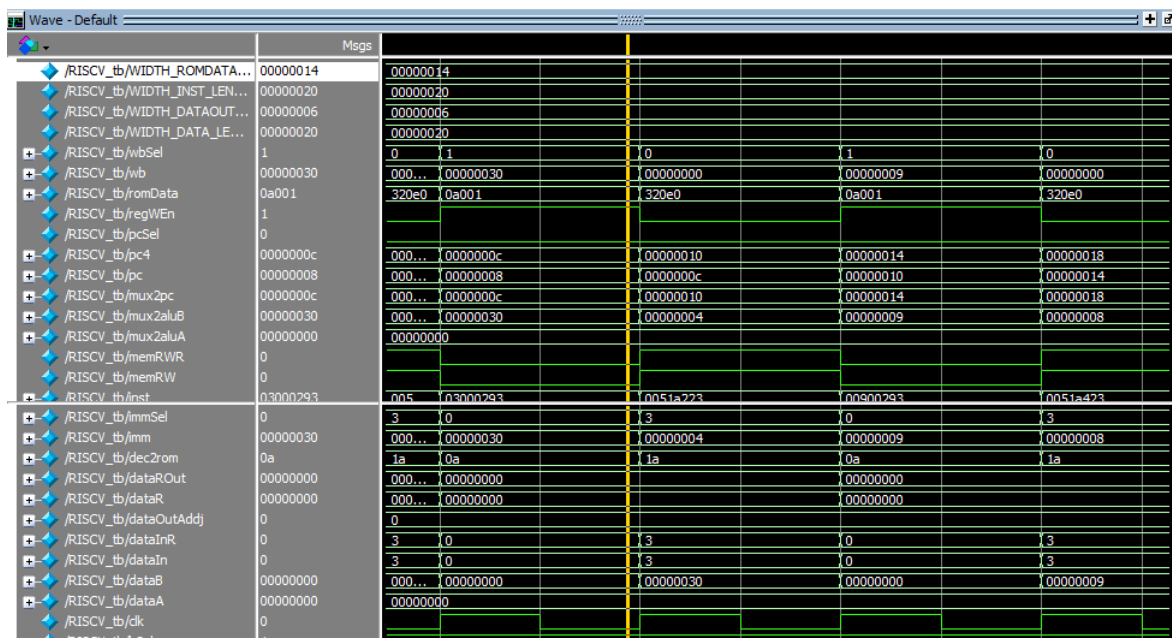 Wave - Default
Msgs
/RISCV_tb/WIDTH_ROMDATA... 00000014 00000014
/RISCV_tb/WIDTH_INST_LEN... 00000020 00000020
/RISCV_tb/WIDTH_DATAOUT... 00000006 00000006
/RISCV_tb/WIDTH_DATA_LE... 00000020 00000020
/RISCV_tb/wbSel 1 0 1 0 1 0
/RISCV_tb/wb 00000030 000... 00000030 00000000 00000009 00000000
/RISCV_tb/romData 0a001 320e0 0a001 320e0 0a001 320e0
/RISCV_tb/regWEn 1
/RISCV_tb/pcSel 0
/RISCV_tb/pc4 0000000c 000... 0000000c 00000010 00000014 00000018
/RISCV_tb/pc 00000008 000... 00000008 0000000c 00000010 00000014
/RISCV_tb/mux2pc 0000000c 000... 0000000c 00000010 00000014 00000018
/RISCV_tb/mux2aluB 00000030 000... 00000030 00000004 00000009 00000008
/RISCV_tb/mux2aluA 00000000 00000000
/RISCV_tb/memRWR 0
/RISCV_tb/memRW 0
/RISCV_tb/inst 03000293 005... 03000293 0051a223 00900293 0051a423
/RISCV_tb/immSel 0 3 0 3 0 3
/RISCV_tb/imm 00000030 000... 00000030 00000004 00000009 00000008
/RISCV_tb/dec2rom 0a 1a 0a 1a 0a 1a
/RISCV_tb/dataROut 00000000 000... 00000000 00000000
/RISCV_tb/dataR 00000000 000... 00000000 00000000
/RISCV_tb/dataOutAddj 0 0
/RISCV_tb/dataInR 0 3 0 3 0 3
/RISCV_tb/dataIn 0 3 0 3 0 3
/RISCV_tb/dataB 00000000 000... 00000000 00000030 00000000 00000009
/RISCV_tb/dataA 00000000 00000000
/RISCV_tb/clk 0